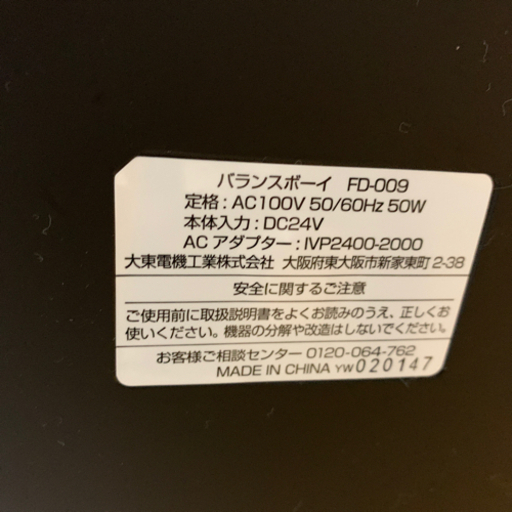 バランスボーイ FD-009
定格 : AC100V 50/60Hz 50W
本体入力 : DC24V
AC アダプター : IVP2400-2000
大東電機工業株式会社 大阪府東大阪市新家東町 2-38
安全に関するご注意
ご使用前に取扱説明書をよくお読みのうえ、正しくお
使いください。機器の分解や改造はしないでください。
お客様ご相談センター 0120-064-762
MADE IN CHINA YW020147